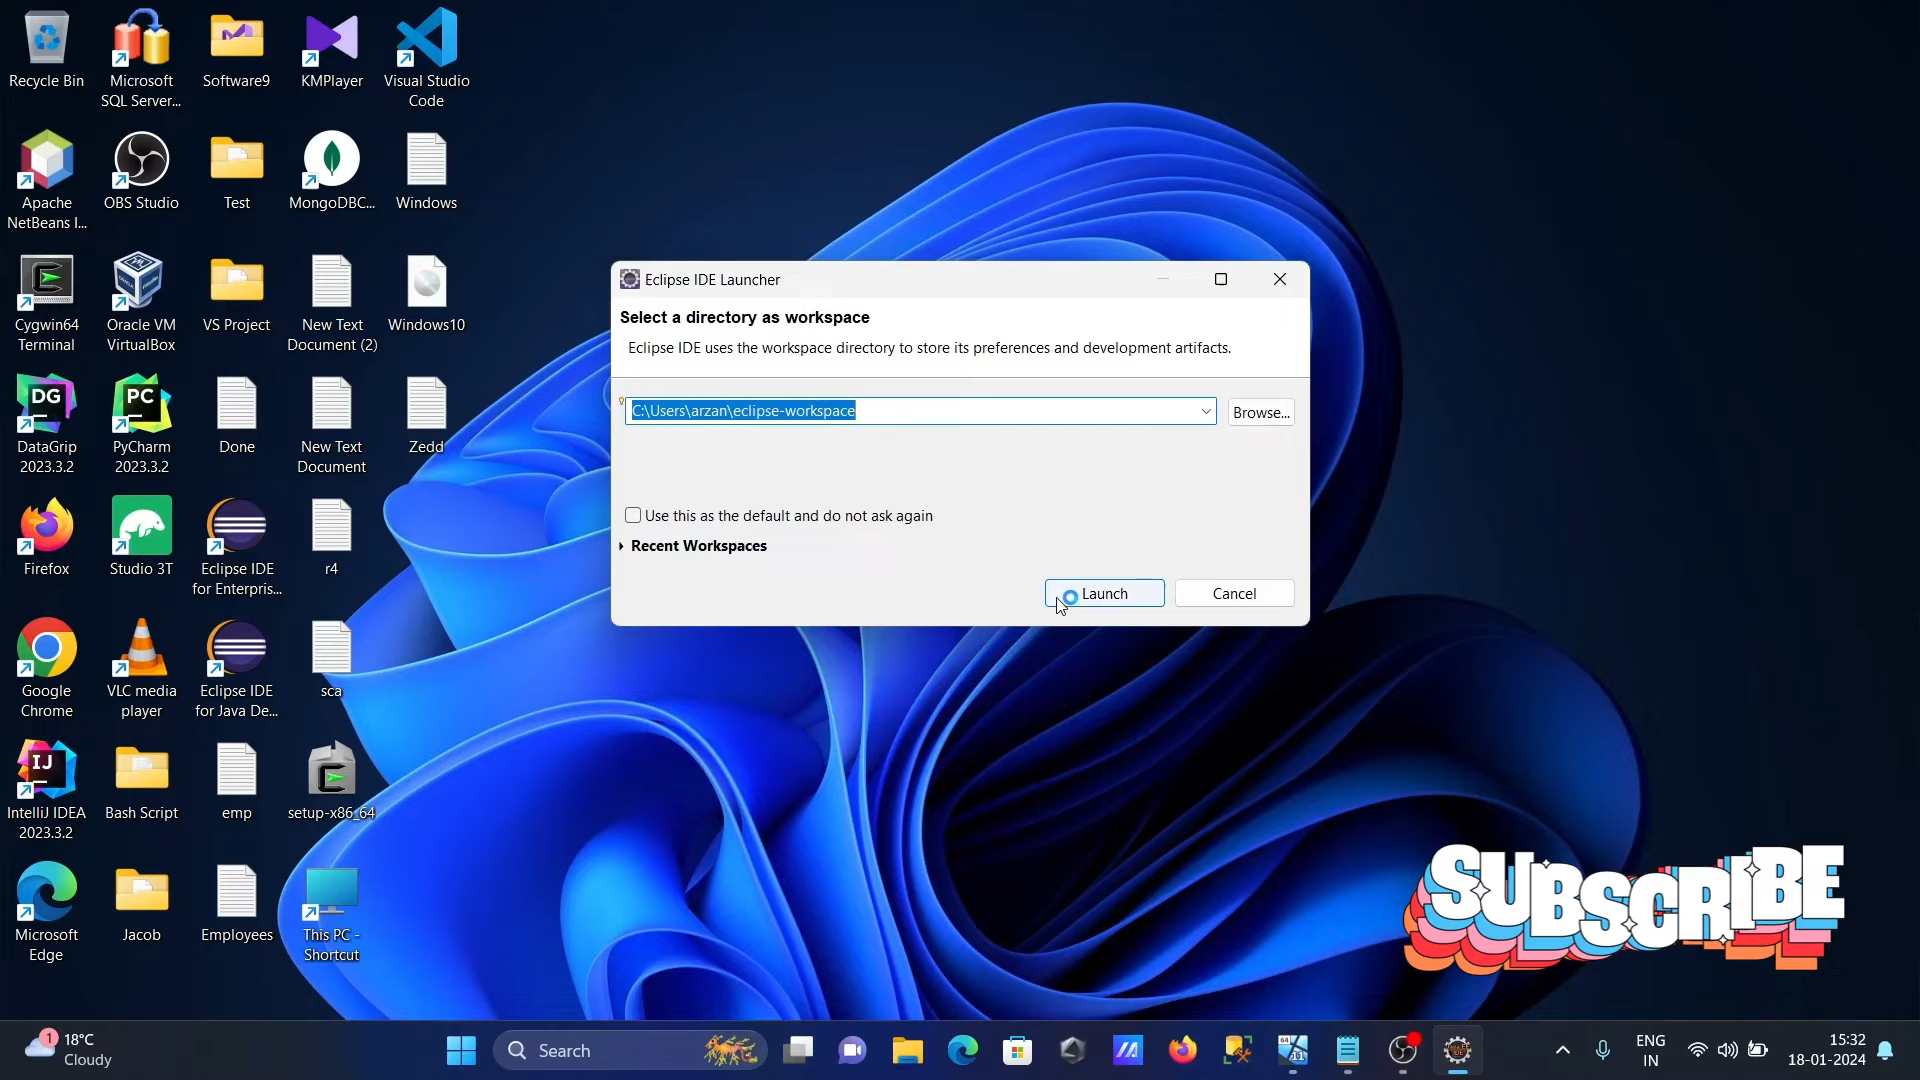 Recycle Bin
Microsoft
SQL Server...
Software9
KMPlayer
Visual Studio
Code
Apache
NetBeans I...
OBS Studio
Test
MongoDBC...
Windows
Cygwin64
Terminal
Oracle VM
VirtualBox
VS Project
New Text
Document (2)
Windows10
DG
DataGrip
2023.3.2
PC
PyCharm
2023.3.2
Done
New Text
Document
Zedd
Firefox
Studio 3T
Eclipse IDE
for Enterpris...
r4
Google
Chrome
VLC media
player
Eclipse IDE
for Java De...
sca
IJ
IntelliJ IDEA
2023.3.2
Bash Script
emp
setup-x86_64
Microsoft
Edge
Jacob
Employees
This PC -
Shortcut
Eclipse IDE Launcher
Select a directory as workspace
Eclipse IDE uses the workspace directory to store its preferences and development artifacts.
C:\Users\arzan\eclipse-workspace
Browse...
Use this as the default and do not ask again
Recent Workspaces
Launch
Cancel
SUBSCRIBE
1
18°C
Cloudy
Search
64
11
ENG
IN
15:32
18-01-2024